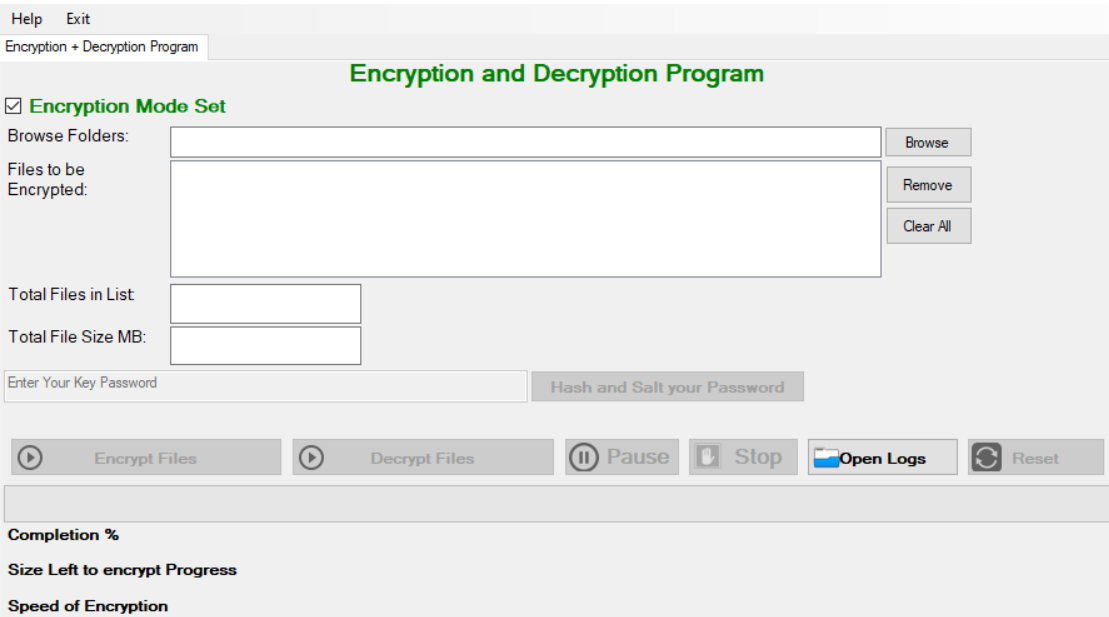 Help Exit
Encryption + Decryption Program
Encryption and Decryption Program
Encryption Mode Set
Browse Folders:
Browse
Files to be
Encrypted:
Remove
Clear All
Total Files in List:
Total File Size MB:
Enter Your Key Password
Hash and Salt your Password
Encrypt Files
Decrypt Files
Pause
Stop
Open Logs
Reset
Completion %
Size Left to encrypt Progress
Speed of Encryption